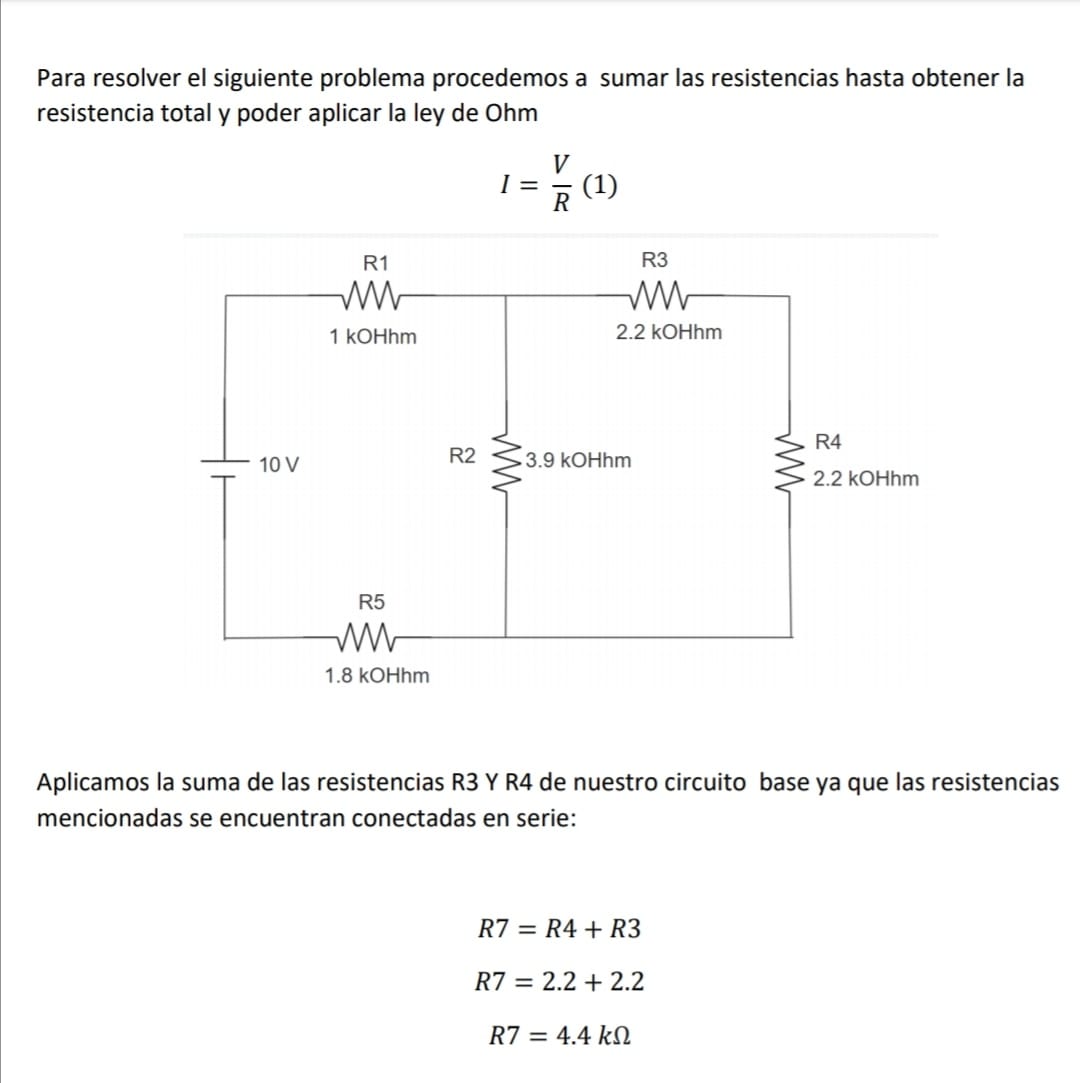 Para resolver el siguiente problema procedemos a sumar las resistencias hasta obtener la
resistencia total y poder aplicar la ley de Ohm
I = V/R (1)
R1
R3
1 kOHhm
2.2 kOHhm
R4
10 V
R2
3.9 kOHhm
2.2 kOHhm
R5
1.8 kOHhm
Aplicamos la suma de las resistencias R3 Y R4 de nuestro circuito base ya que las resistencias
mencionadas se encuentran conectadas en serie:
R7 = R4 + R3
R7 = 2.2 + 2.2
R7 = 4.4 kΩ